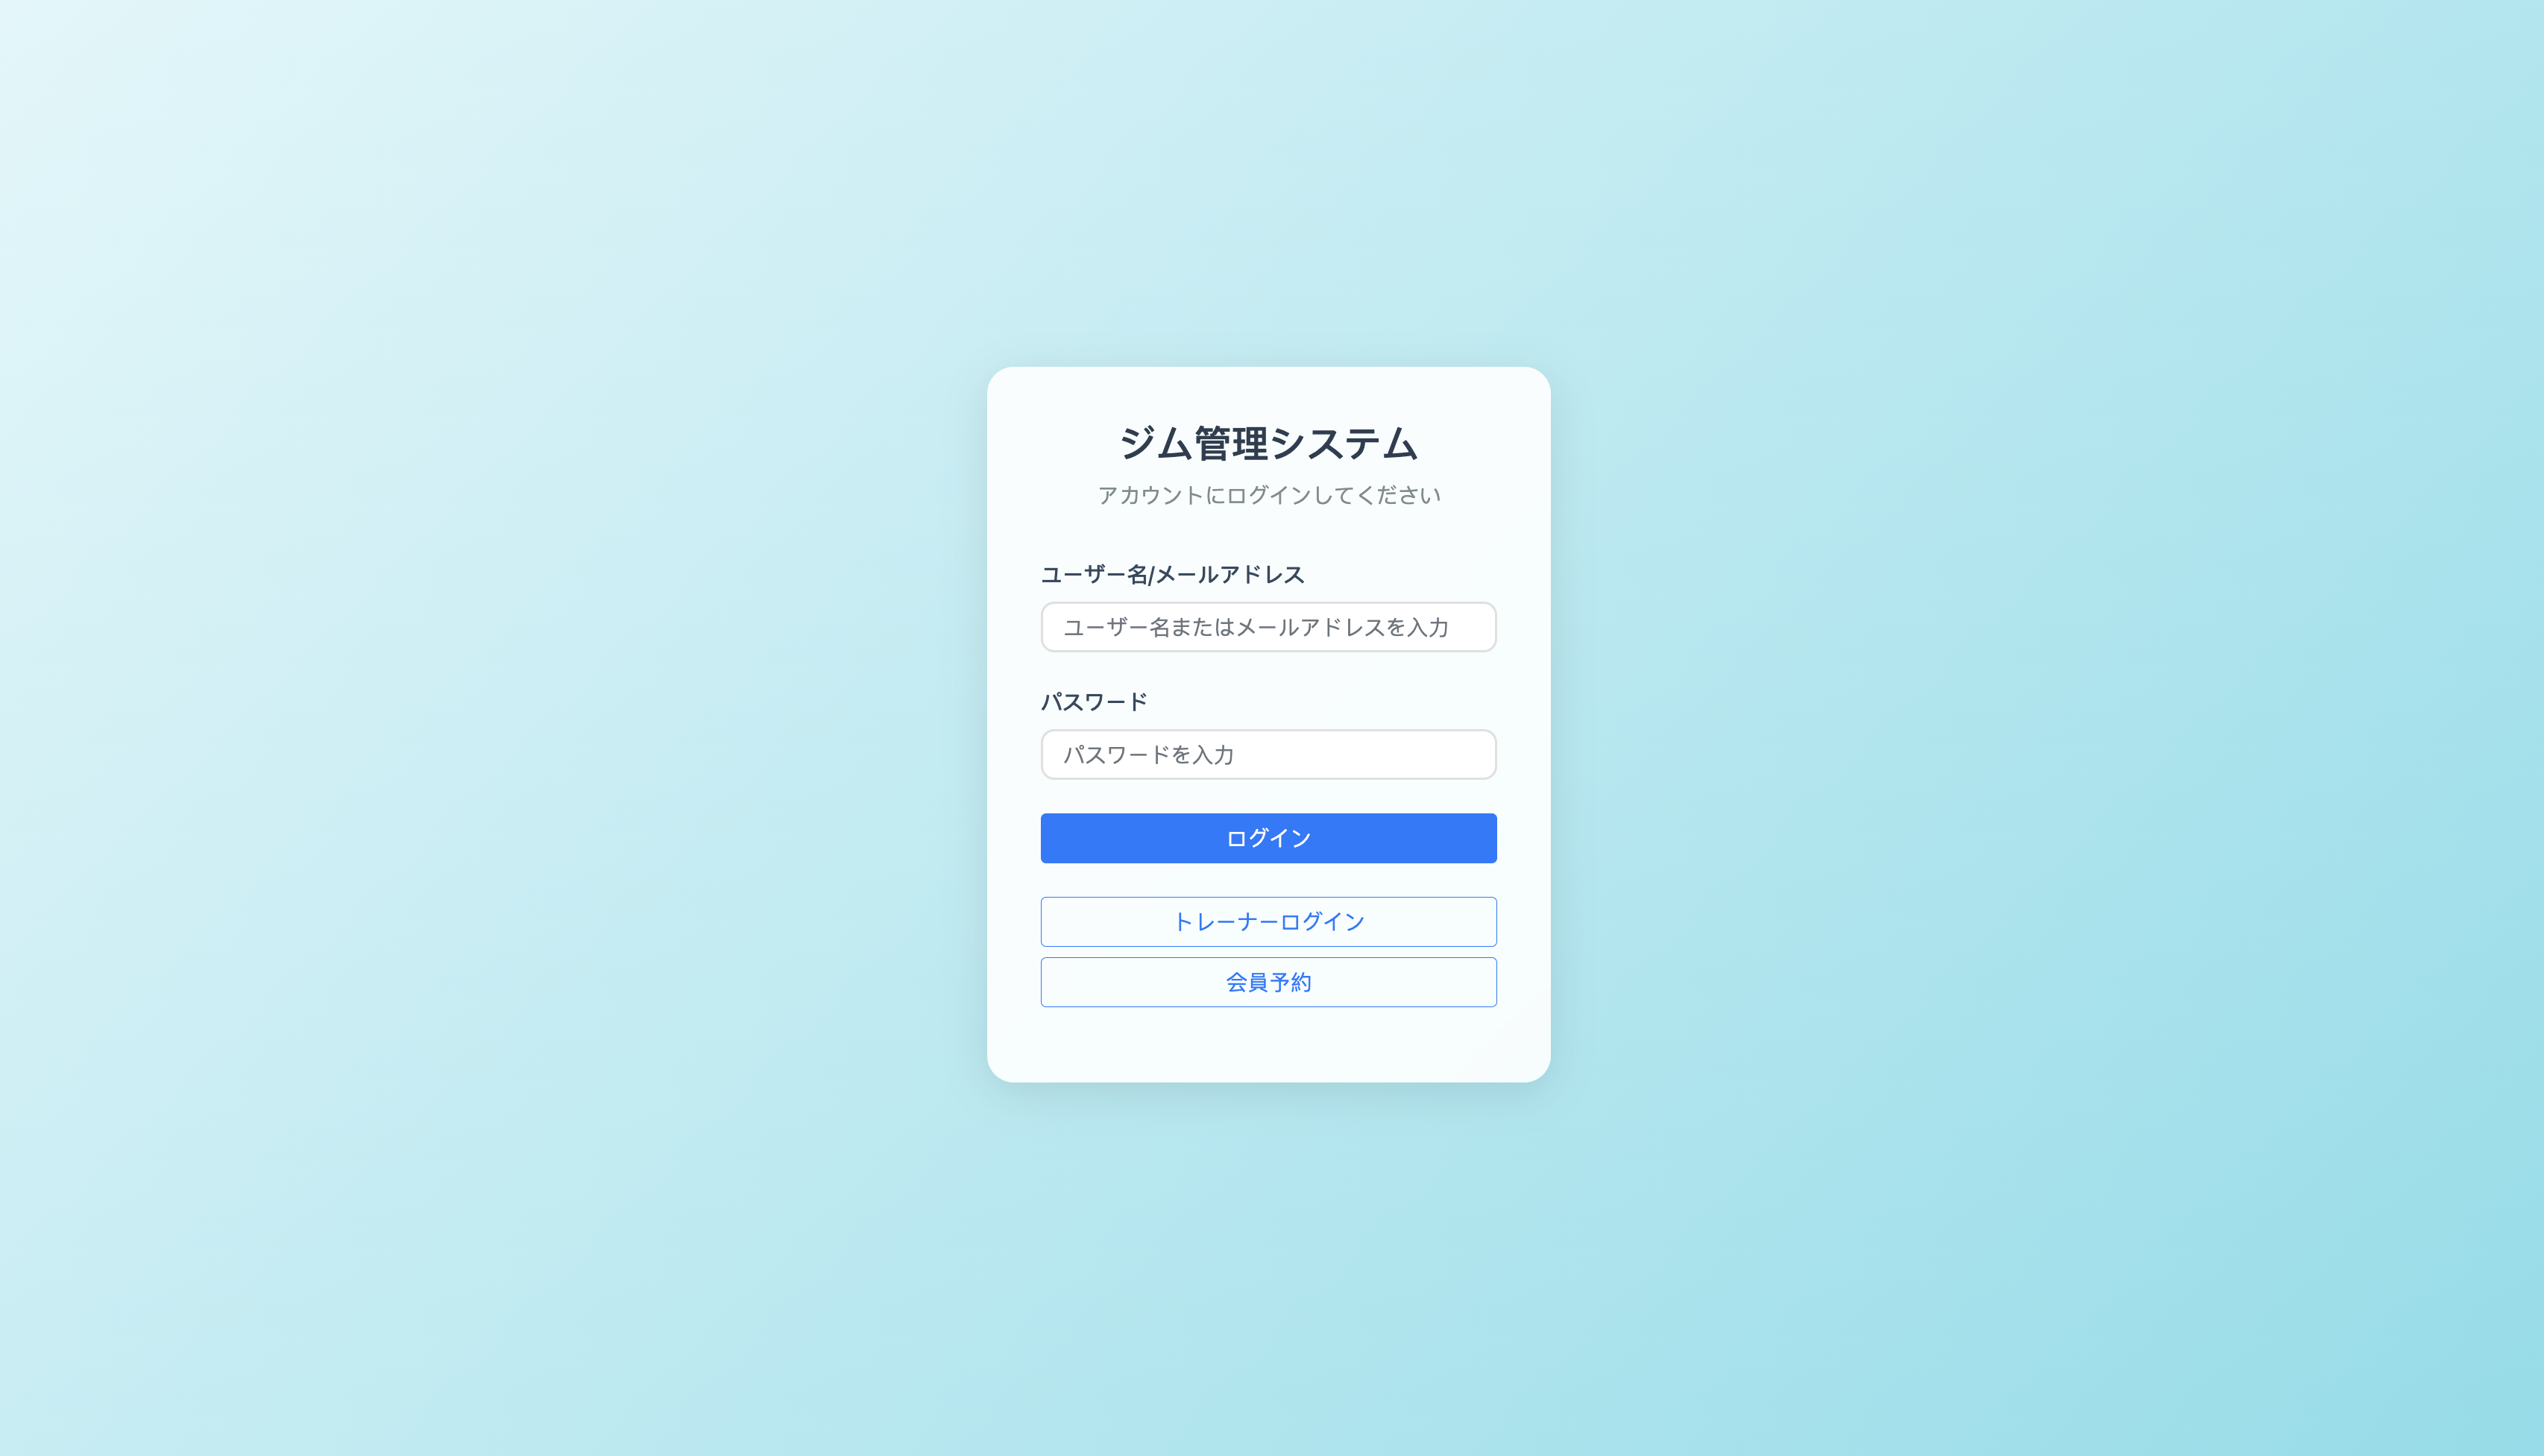 ジム管理システム
アカウントにログインしてください
ユーザー名/メールアドレス
ユーザー名またはメールアドレスを入力
パスワード
パスワードを入力
ログイン
トレーナーログイン
会員予約